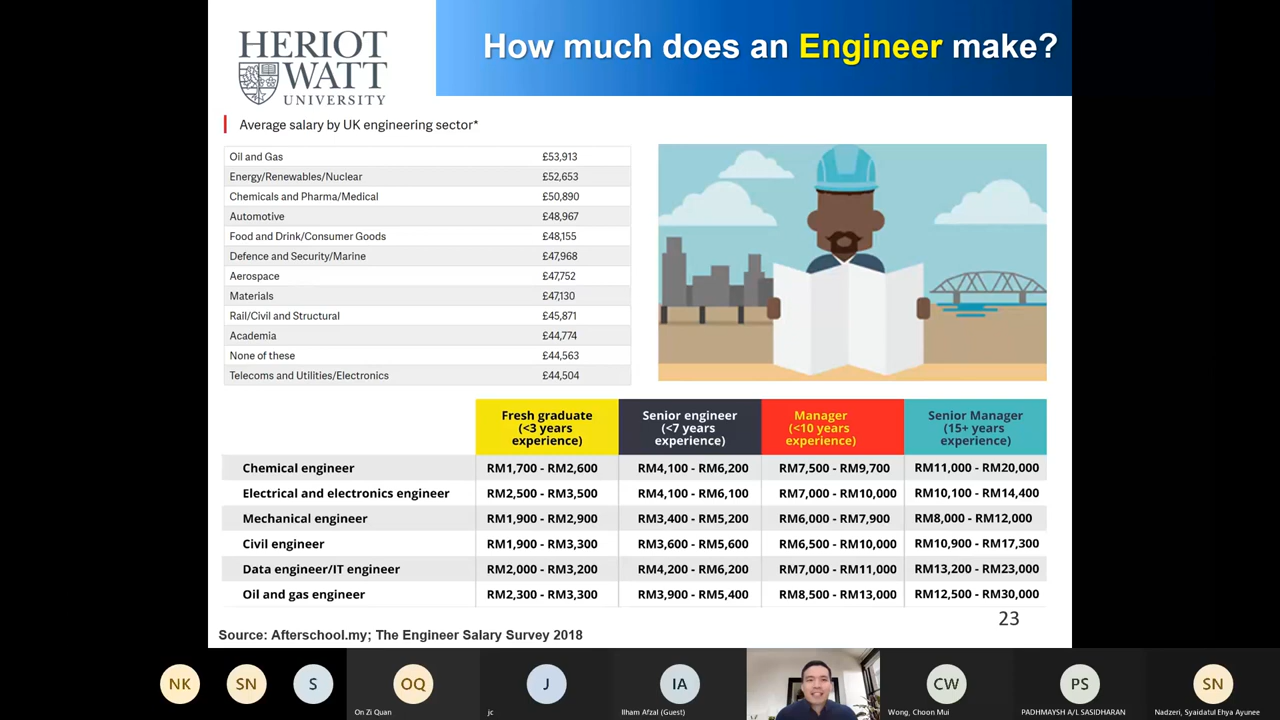 HERIOT
WATT
UNIVERSITY
How much does an Engineer make?
Average salary by UK engineering sector*
Oil and Gas £53,913
Energy/Renewables/Nuclear £52,653
Chemicals and Pharma/Medical £50,890
Automotive £48,967
Food and Drink/Consumer Goods £48,155
Defence and Security/Marine £47,968
Aerospace £47,752
Materials £47,130
Rail/Civil and Structural £45,871
Academia £44,774
None of these £44,563
Telecoms and Utilities/Electronics £44,504
Fresh graduate (<3 years experience) Senior engineer (<7 years experience) Manager (<10 years experience) Senior Manager (15+ years experience)
Chemical engineer RM1,700 - RM2,600 RM4,100 - RM6,200 RM7,500 - RM9,700 RM11,000 - RM20,000
Electrical and electronics engineer RM2,500 - RM3,500 RM4,100 - RM6,100 RM7,000 - RM10,000 RM10,100 - RM14,400
Mechanical engineer RM1,900 - RM2,900 RM3,400 - RM5,200 RM6,000 - RM7,900 RM8,000 - RM12,000
Civil engineer RM1,900 - RM3,300 RM3,600 - RM5,600 RM6,500 - RM10,000 RM10,900 - RM17,300
Data engineer/IT engineer RM2,000 - RM3,200 RM4,200 - RM6,200 RM7,000 - RM11,000 RM13,200 - RM23,000
Oil and gas engineer RM2,300 - RM3,300 RM3,900 - RM5,400 RM8,500 - RM13,000 RM12,500 - RM30,000
23
Source: Afterschool.my; The Engineer Salary Survey 2018
NK SN S OQ J IA CW PS SN
On Zi Quan jc Ilham Afzal (Guest) Wong, Choon Mui PADHMAYSH A/L SASIDHARAN Nadzeri, Syaidatul Ehya Ayunee